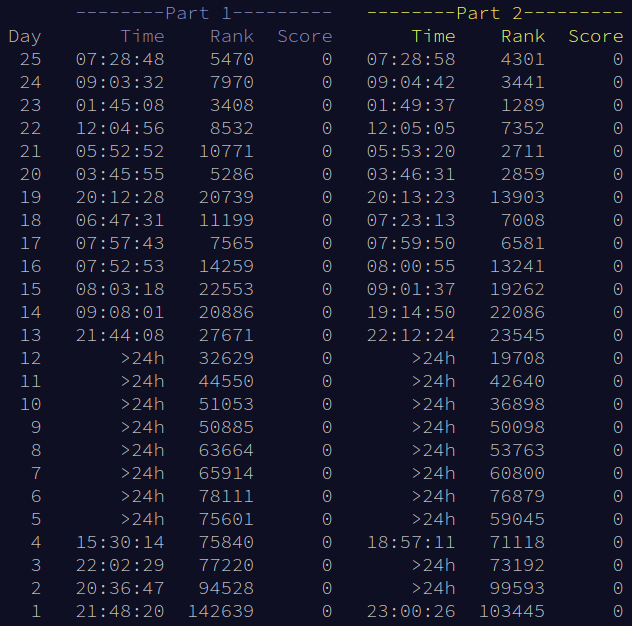 --------Part 1--------- --------Part 2---------
Day Time Rank Score Time Rank Score
25 07:28:48 5470 0 07:28:58 4301 0
24 09:03:32 7970 0 09:04:42 3441 0
23 01:45:08 3408 0 01:49:37 1289 0
22 12:04:56 8532 0 12:05:05 7352 0
21 05:52:52 10771 0 05:53:20 2711 0
20 03:45:55 5286 0 03:46:31 2859 0
19 20:12:28 20739 0 20:13:23 13903 0
18 06:47:31 11199 0 07:23:13 7008 0
17 07:57:43 7565 0 07:59:50 6581 0
16 07:52:53 14259 0 08:00:55 13241 0
15 08:03:18 22553 0 09:01:37 19262 0
14 09:08:01 20886 0 19:14:50 22086 0
13 21:44:08 27671 0 22:12:24 23545 0
12 >24h 32629 0 >24h 19708 0
11 >24h 44550 0 >24h 42640 0
10 >24h 51053 0 >24h 36898 0
9 >24h 50885 0 >24h 50098 0
8 >24h 63664 0 >24h 53763 0
7 >24h 65914 0 >24h 60800 0
6 >24h 78111 0 >24h 76879 0
5 >24h 75601 0 >24h 59045 0
4 15:30:14 75840 0 18:57:11 71118 0
3 22:02:29 77220 0 >24h 73192 0
2 20:36:47 94528 0 >24h 99593 0
1 21:48:20 142639 0 23:00:26 103445 0